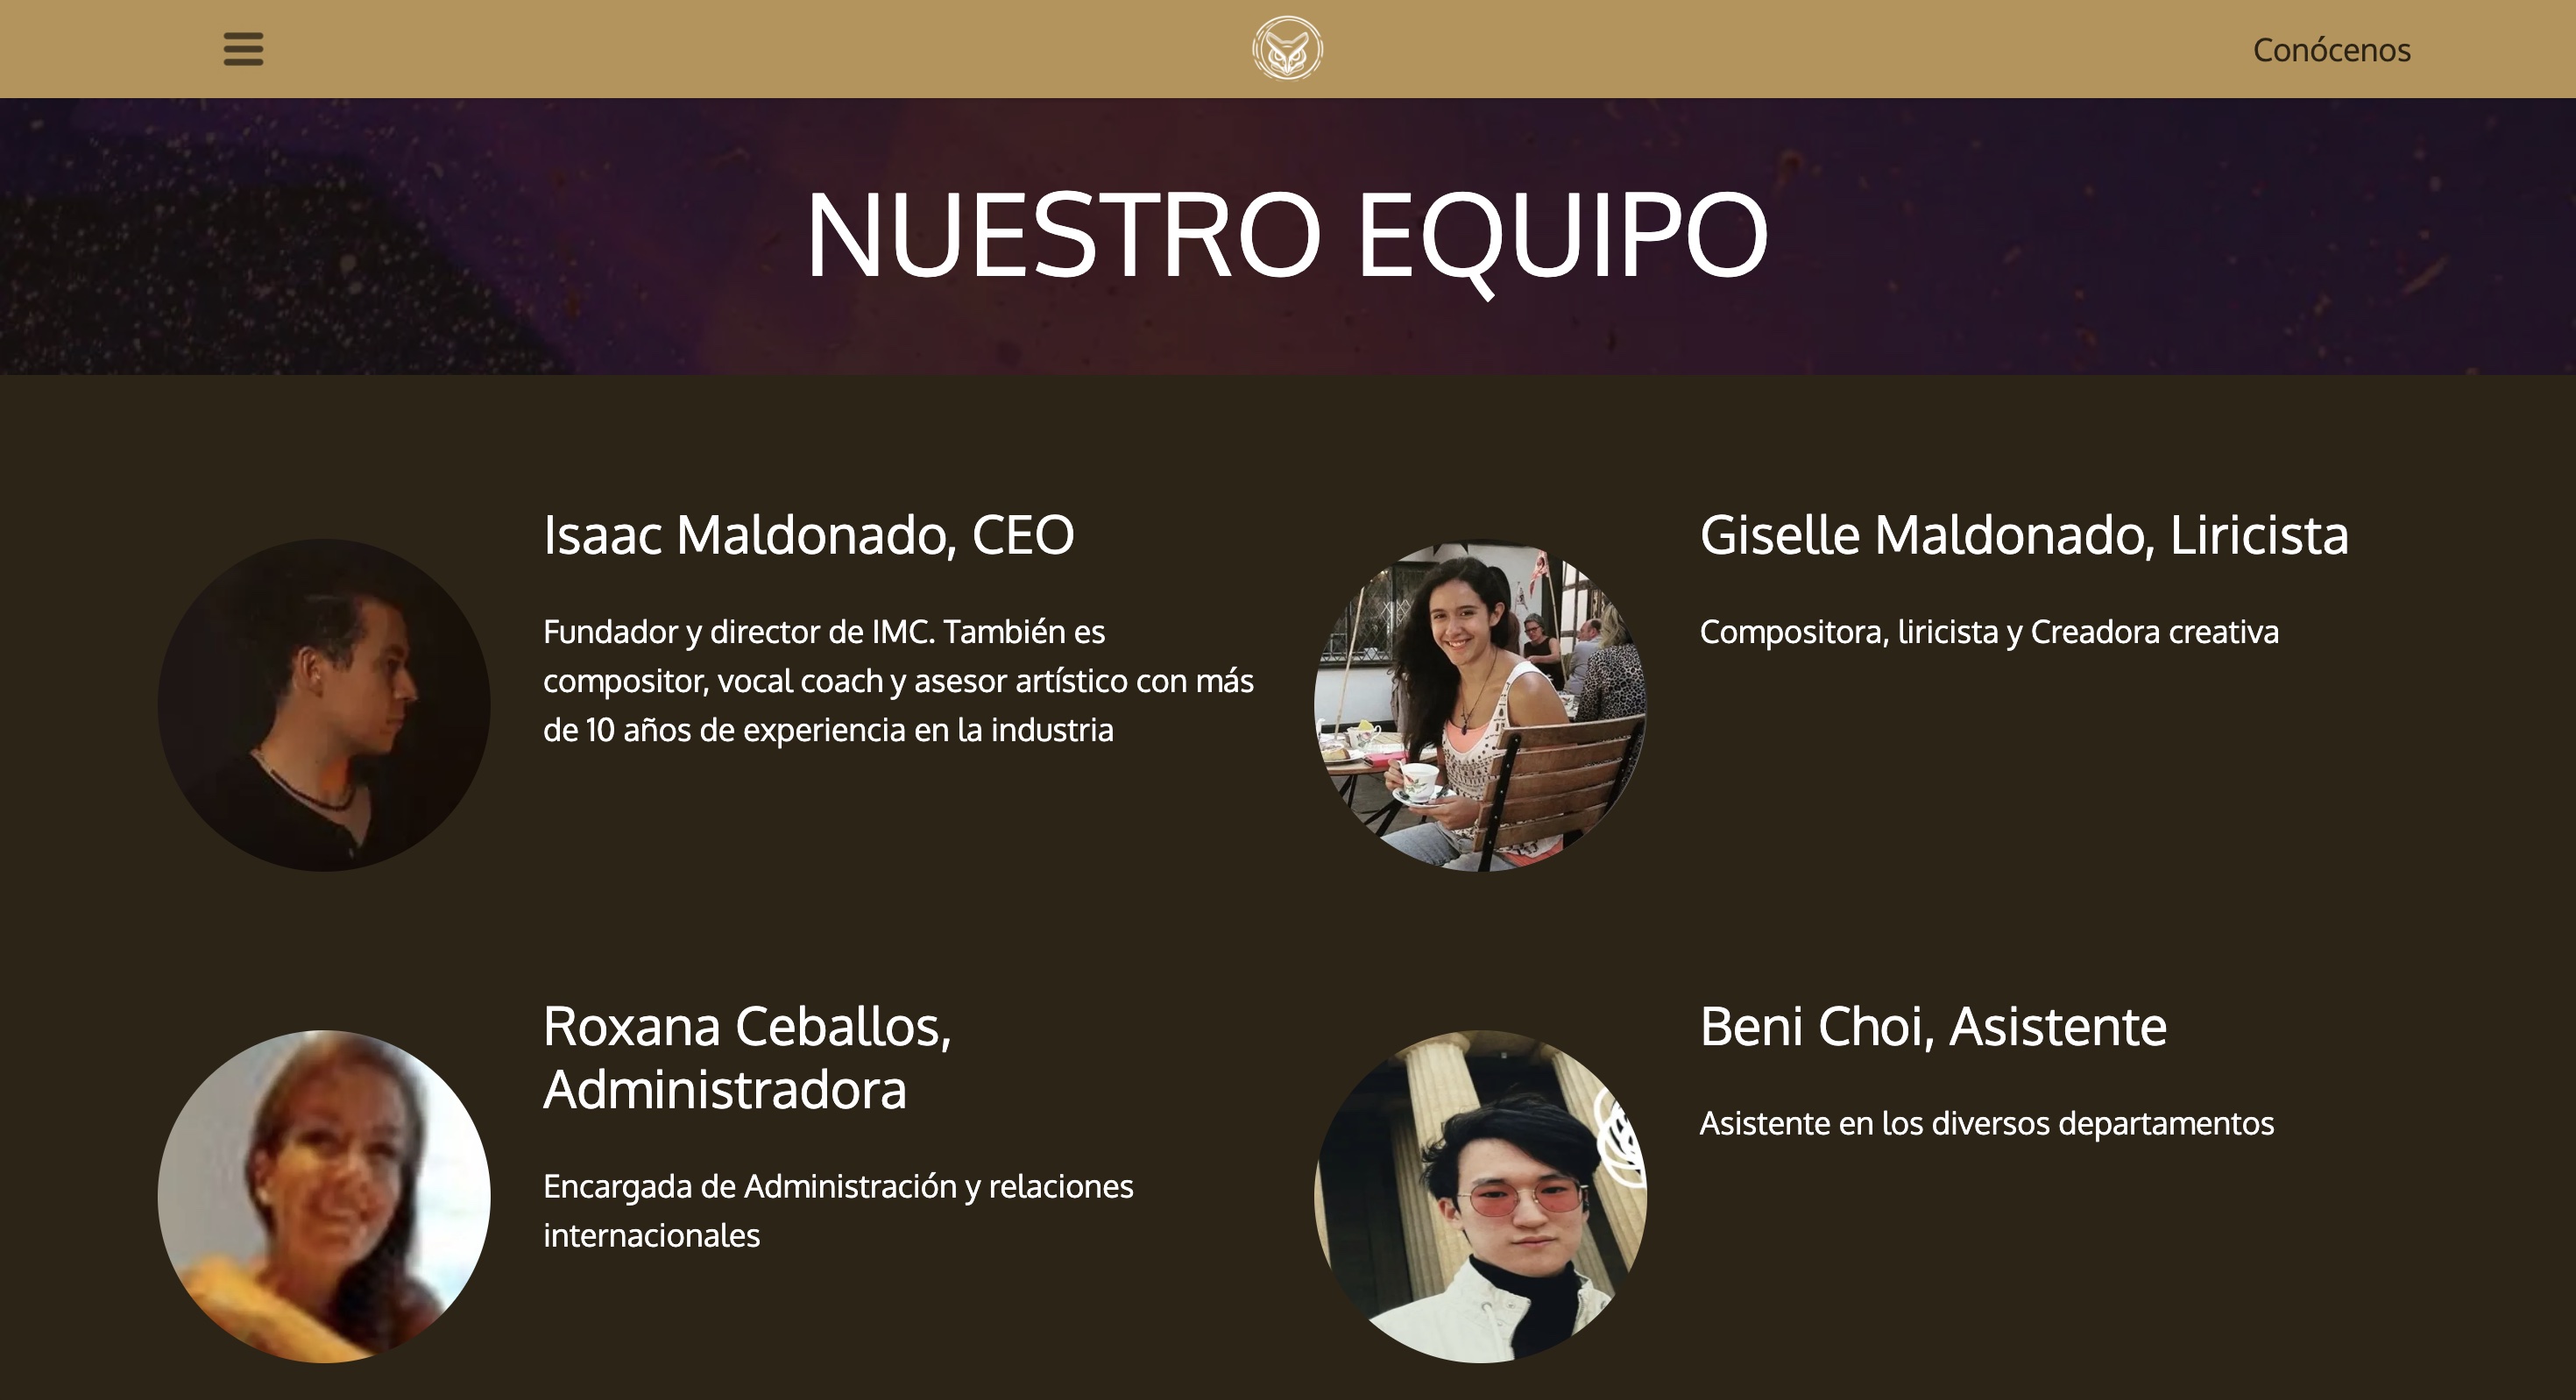 Conócenos
NUESTRO EQUIPO
Isaac Maldonado, CEO
Fundador y director de IMC. También es
compositor, vocal coach y asesor artístico con más
de 10 años de experiencia en la industria
Giselle Maldonado, Liricista
Compositora, liricista y Creadora creativa
Roxana Ceballos,
Administradora
Encargada de Administración y relaciones
internacionales
Beni Choi, Asistente
Asistente en los diversos departamentos